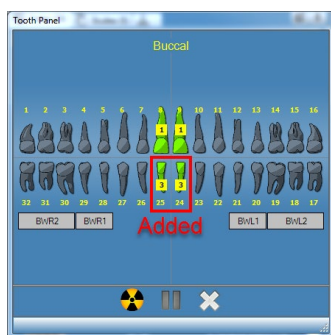 Tooth Panel
Buccal
1 2 3 4 5 6 7 9 10 11 12 13 14 15 16
1 1
3 3
32 31 30 29 28 27 26 25 24 23 22 21 20 19 18 17
BWR2 BWR1 Added BWL1 BWL2